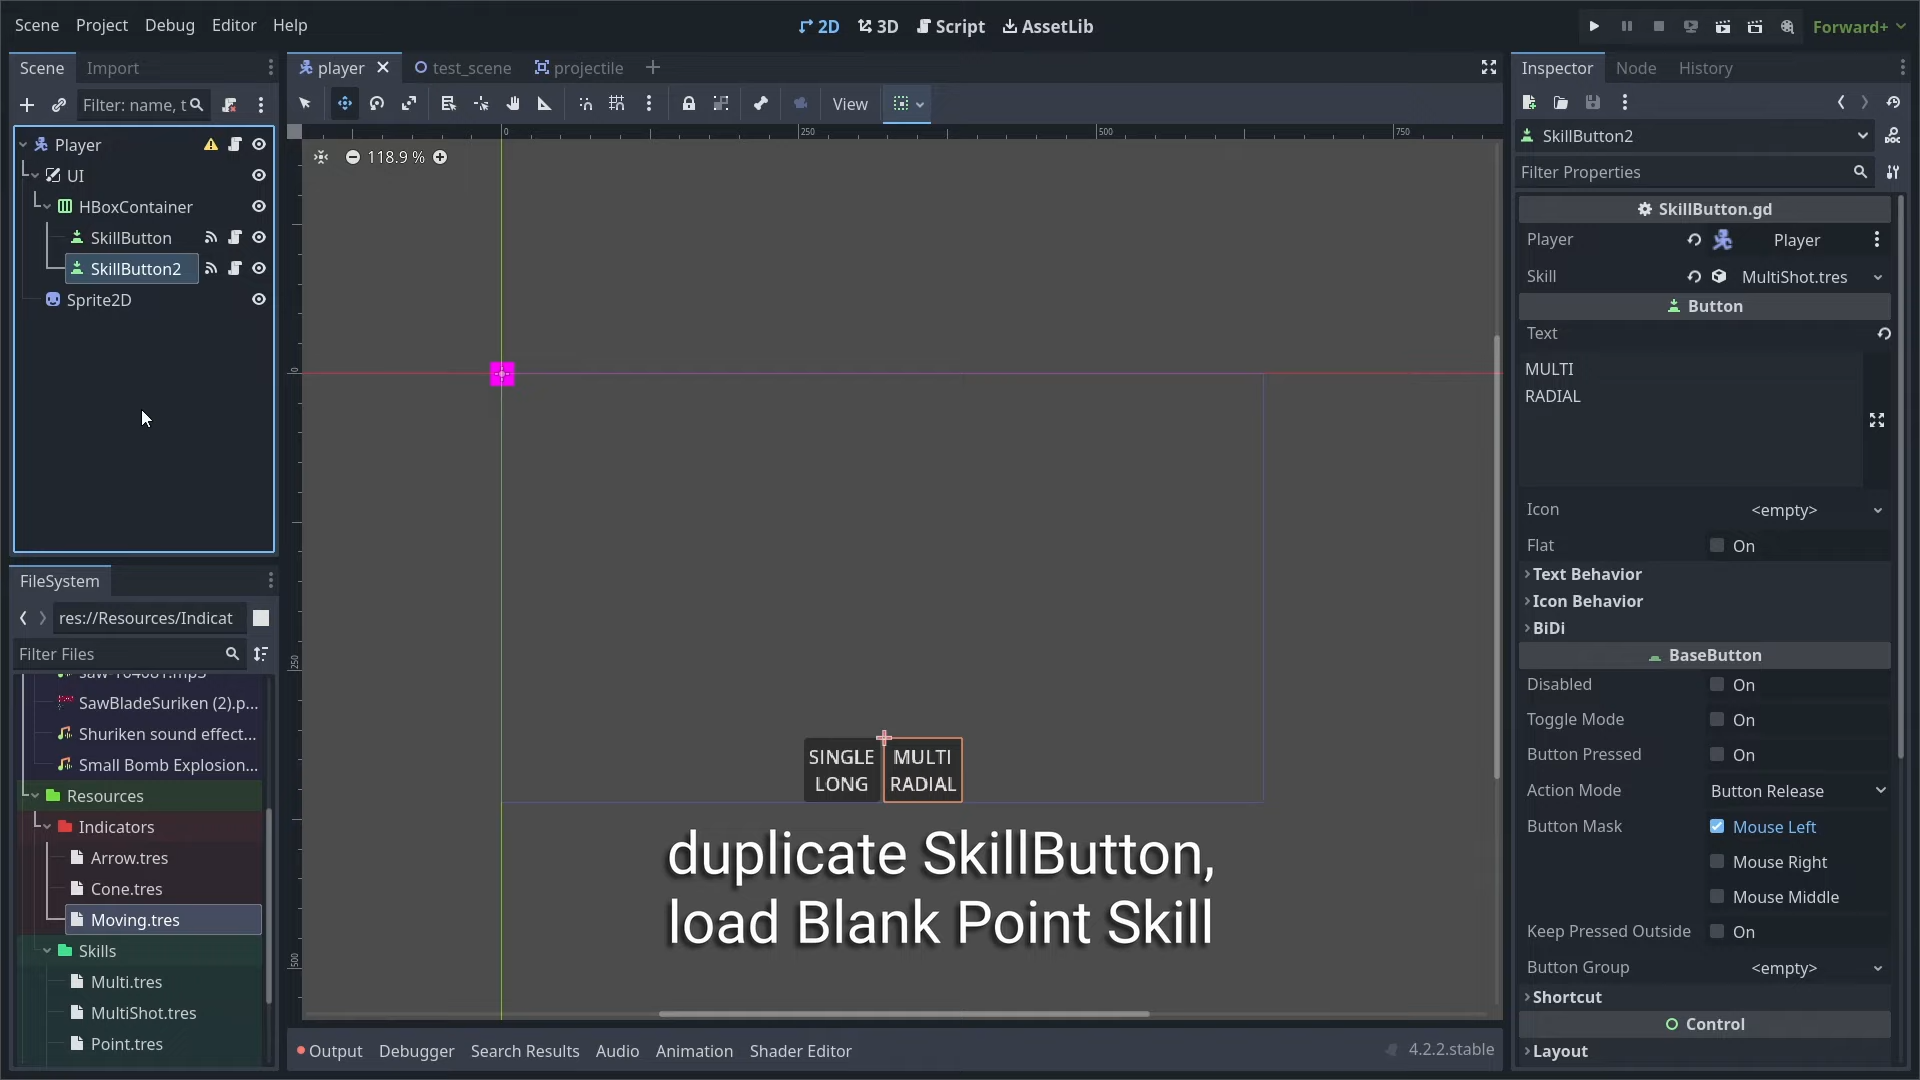 Scene Project Debug Editor Help
2D 3D Script AssetLib
Forward+
Scene Import
Filter: name, t
Player
UI
HBoxContainer
SkillButton
SkillButton2
Sprite2D
FileSystem
res://Resources/Indicat
Filter Files
SawBladeSuriken (2).p...
Shuriken sound effect...
Small Bomb Explosion...
Resources
Indicators
Arrow.tres
Cone.tres
Moving.tres
Skills
Multi.tres
MultiShot.tres
Point.tres
player test_scene projectile
View
0 250 500 750
118.9 %
0
250
500
SINGLE
LONG
MULTI
RADIAL
duplicate SkillButton,
load Blank Point Skill
Output Debugger Search Results Audio Animation Shader Editor
4.2.2.stable
Inspector Node History
SkillButton2
Filter Properties
SkillButton.gd
Player Player
Skill MultiShot.tres
Button
Text
MULTI
RADIAL
Icon <empty>
Flat On
Text Behavior
Icon Behavior
BiDi
BaseButton
Disabled On
Toggle Mode On
Button Pressed On
Action Mode Button Release
Button Mask Mouse Left
Mouse Right
Mouse Middle
Keep Pressed Outside On
Button Group <empty>
Shortcut
Control
Layout